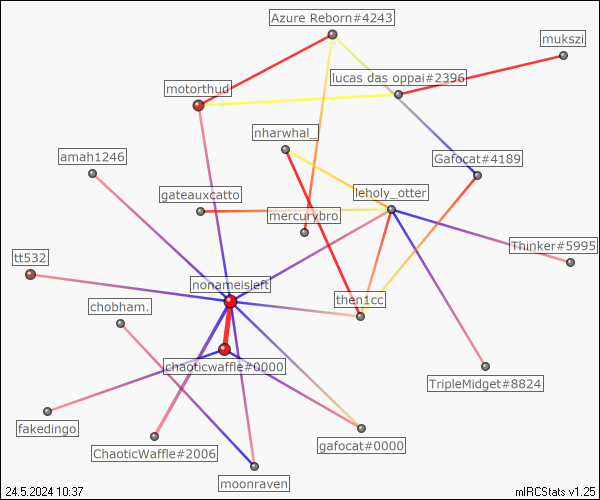 Azure Reborn#4243
mukszi
lucas das oppai#2396
motorthud
nharwhal_
amah1246
Gafocat#4189
gateauxcatto
leholy_otter
mercurybro
Thinker#5995
tt532
nonameisleft
chobham.
then1cc
chaoticwaffle#0000
TripleMidget#8824
fakedingo
gafocat#0000
ChaoticWaffle#2006
moonraven
24.5.2024 10:37
mIRCStats v1.25